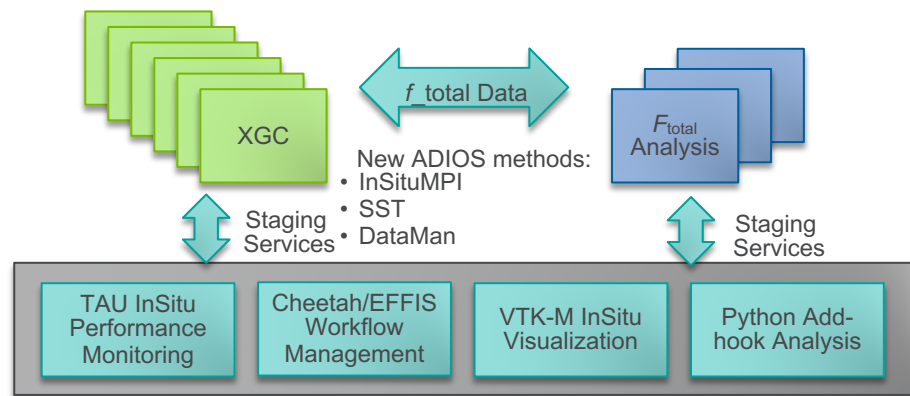 XGC
f_total Data
Ftotal
Analysis
New ADIOS methods:
• InSituMPI
• SST
• DataMan
Staging
Services
Staging
Services
TAU InSitu
Performance
Monitoring
Cheetah/EFFIS
Workflow
Management
VTK-M InSitu
Visualization
Python Add-
hook Analysis